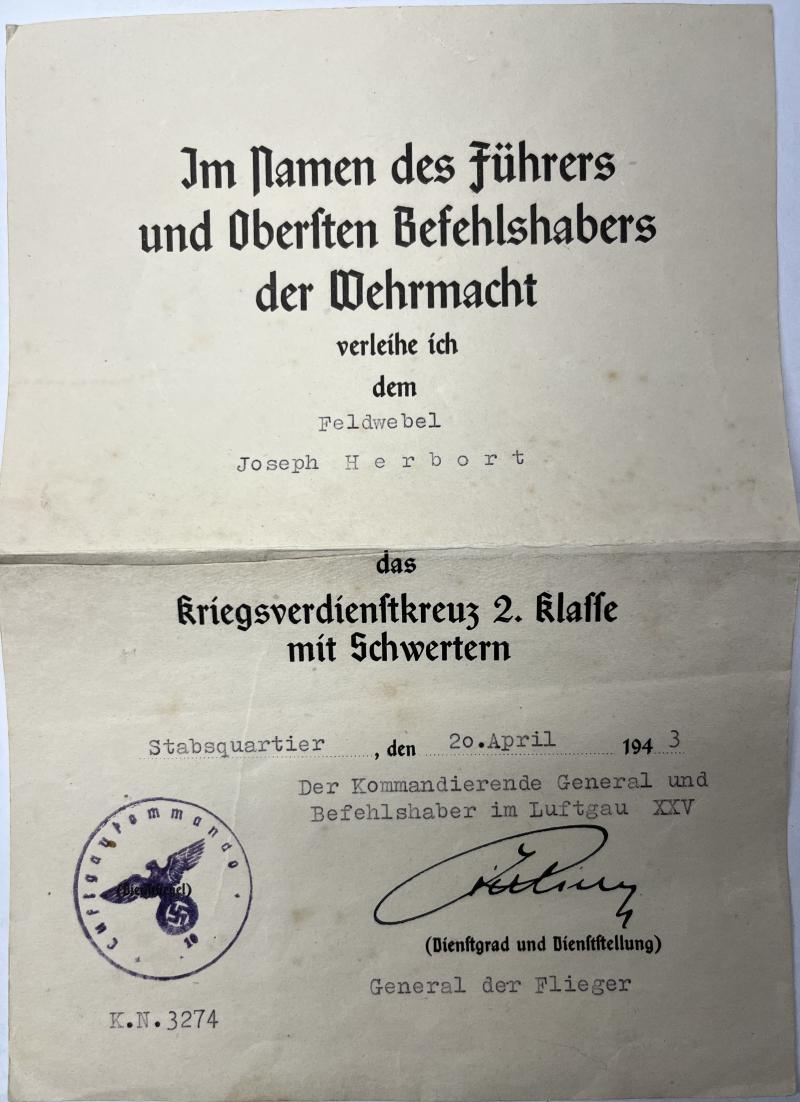 Im Namen des Führers
und Obersten Befehlshabers
der Wehrmacht
verleihe ich
dem
Feldwebel
Joseph Herbort
das
Kriegsverdienstkreuz 2. Klasse
mit Schwertern
Stabsquartier, den 20.April 1943
Der Kommandierende General und
Befehlshaber im Luftgau XXV
Luftgaukommando
(Dienstsiegel)
(Dienstgrad und Dienststellung)
General der Flieger
K.N.3274